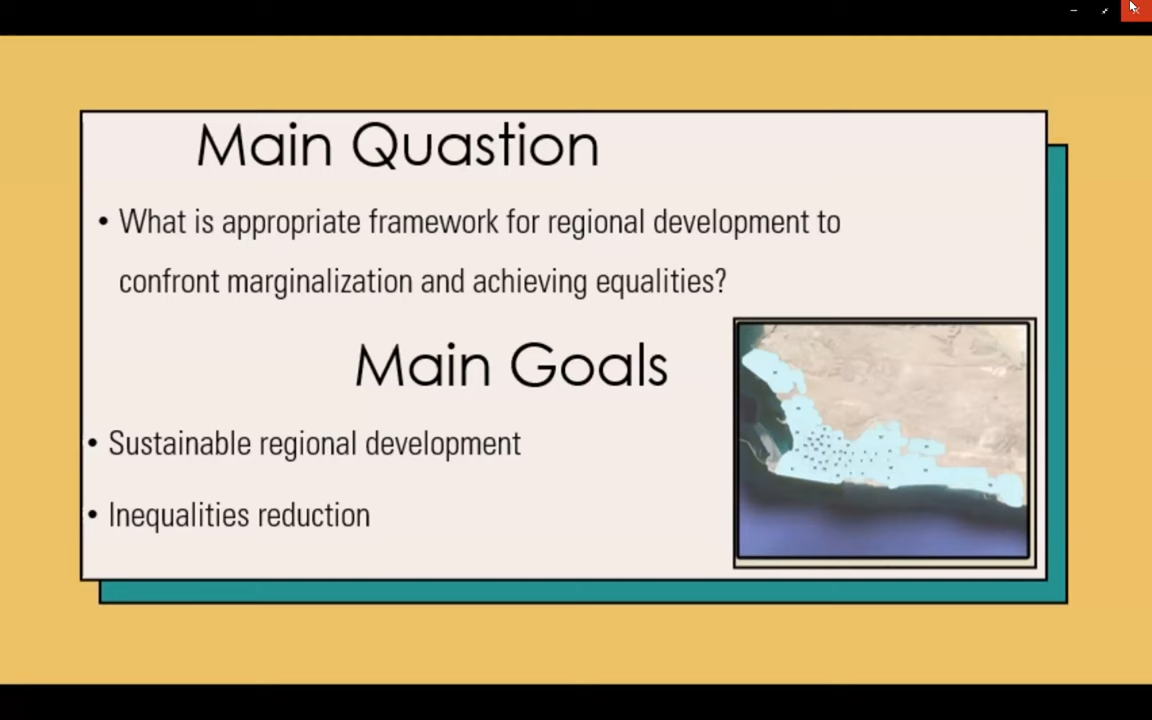 Main Quastion
• What is appropriate framework for regional development to
confront marginalization and achieving equalities?
Main Goals
• Sustainable regional development
• Inequalities reduction